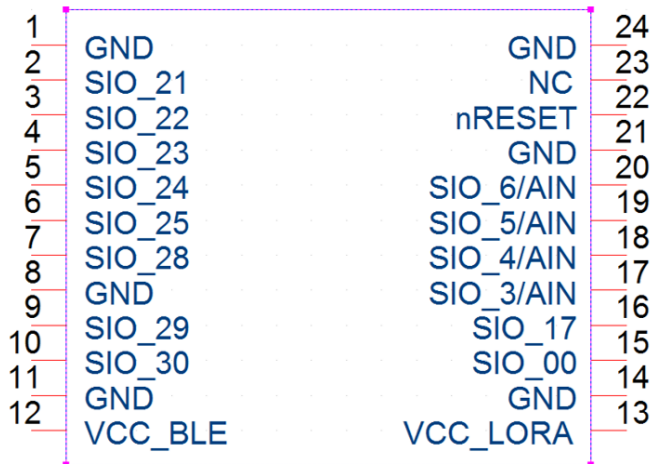 1 GND GND 24
2 SIO_21 NC 23
3 SIO_22 nRESET 22
4 SIO_23 GND 21
5 SIO_24 SIO_6/AIN 20
6 SIO_25 SIO_5/AIN 19
7 SIO_28 SIO_4/AIN 18
8 GND SIO_3/AIN 17
9 SIO_29 SIO_17 16
10 SIO_30 SIO_00 15
11 GND GND 14
12 VCC_BLE VCC_LORA 13